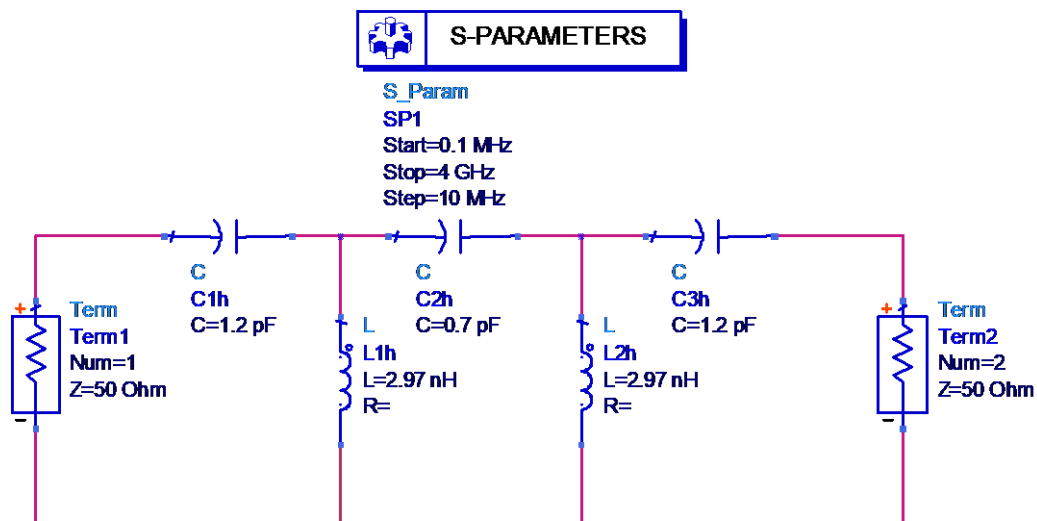 S-PARAMETERS
S_Param
SP1
Start=0.1 MHz
Stop=4 GHz
Step=10 MHz
C
C1h
C=1.2 pF
C
C2h
C=0.7 pF
C
C3h
C=1.2 pF
+
Term
Term1
Num=1
Z=50 Ohm
-
L
L1h
L=2.97 nH
R=
L
L2h
L=2.97 nH
R=
+
Term
Term2
Num=2
Z=50 Ohm
-